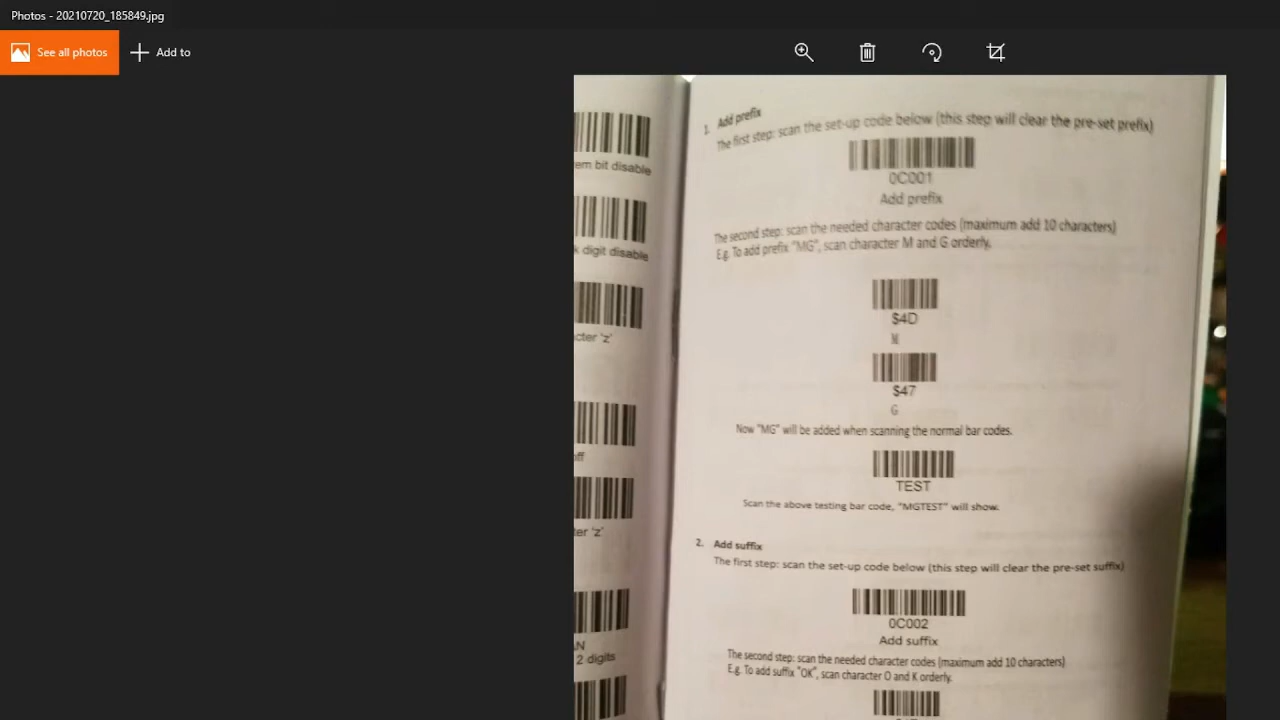 Photos - 20210720_185849.jpg
See all photos
Add to
em bit disable
k digit disable
cter 'z'
off
ter 'z'
AN
2 digits
1. Add prefix
The first step: scan the set-up code below (this step will clear the pre-set prefix)
0C001
Add prefix
The second step: scan the needed character codes (maximum add 10 characters)
E.g. To add prefix "MG", scan character M and G orderly.
$4D
M
$47
G
Now "MG" will be added when scanning the normal bar codes.
TEST
Scan the above testing bar code, "MGTEST" will show.
2. Add suffix
The first step: scan the set-up code below (this step will clear the pre-set suffix)
0C002
Add suffix
The second step: scan the needed character codes (maximum add 10 characters)
E.g. To add suffix "OK", scan character O and K orderly.